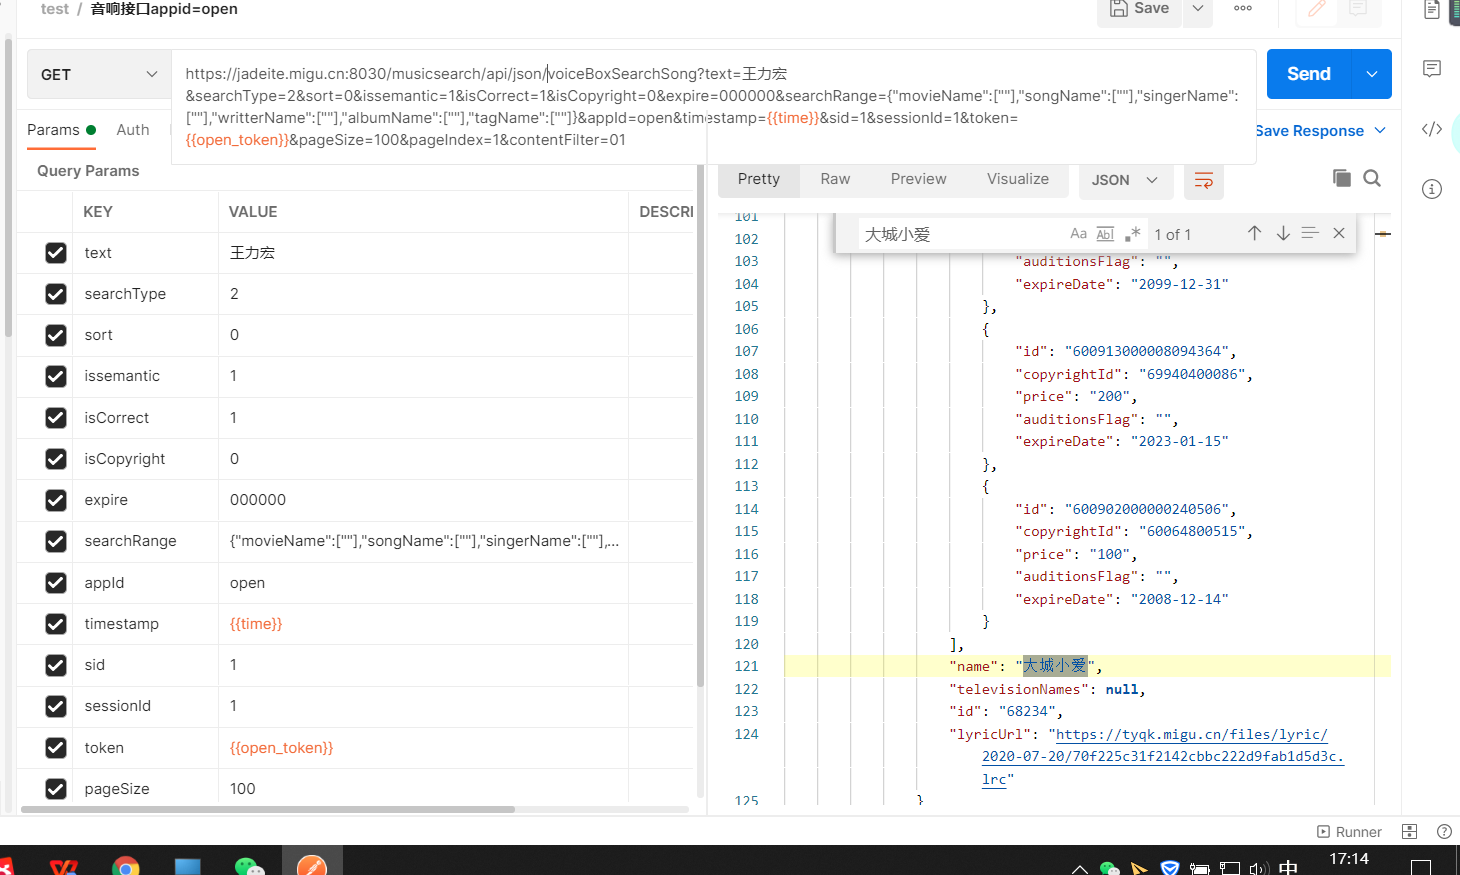 test / 音响接口appid=open
Save
GET
https://jadeite.migu.cn:8030/musicsearch/api/json/voiceBoxSearchSong?text=王力宏
&searchType=2&sort=0&issemantic=1&isCorrect=1&isCopyright=0&expire=000000&searchRange={"movieName":[""],"songName":[""],"singerName":
[""],"writterName":[""],"albumName":[""],"tagName":[""]}&appId=open&timestamp={{time}}&sid=1&sessionId=1&token=
{{open_token}}&pageSize=100&pageIndex=1&contentFilter=01
Send
Params
Auth
Save Response
Query Params
KEY VALUE DESCRI
text 王力宏
searchType 2
sort 0
issemantic 1
isCorrect 1
isCopyright 0
expire 000000
searchRange {"movieName":[""],"songName":[""],"singerName":[""],...
appId open
timestamp {{time}}
sid 1
sessionId 1
token {{open_token}}
pageSize 100
Pretty Raw Preview Visualize JSON
大城小爱 Aa Abl .* 1 of 1
101
102
103 "auditionsFlag": "",
104 "expireDate": "2099-12-31"
105 },
106 {
107 "id": "600913000008094364",
108 "copyrightId": "69940400086",
109 "price": "200",
110 "auditionsFlag": "",
111 "expireDate": "2023-01-15"
112 },
113 {
114 "id": "600902000000240506",
115 "copyrightId": "60064800515",
116 "price": "100",
117 "auditionsFlag": "",
118 "expireDate": "2008-12-14"
119 }
120 ],
121 "name": "大城小爱",
122 "televisionNames": null,
123 "id": "68234",
124 "lyricUrl": "https://tyqk.migu.cn/files/lyric/
2020-07-20/70f225c31f2142cbbc222d9fab1d5d3c.
lrc"
125 }
Runner
中
17:14